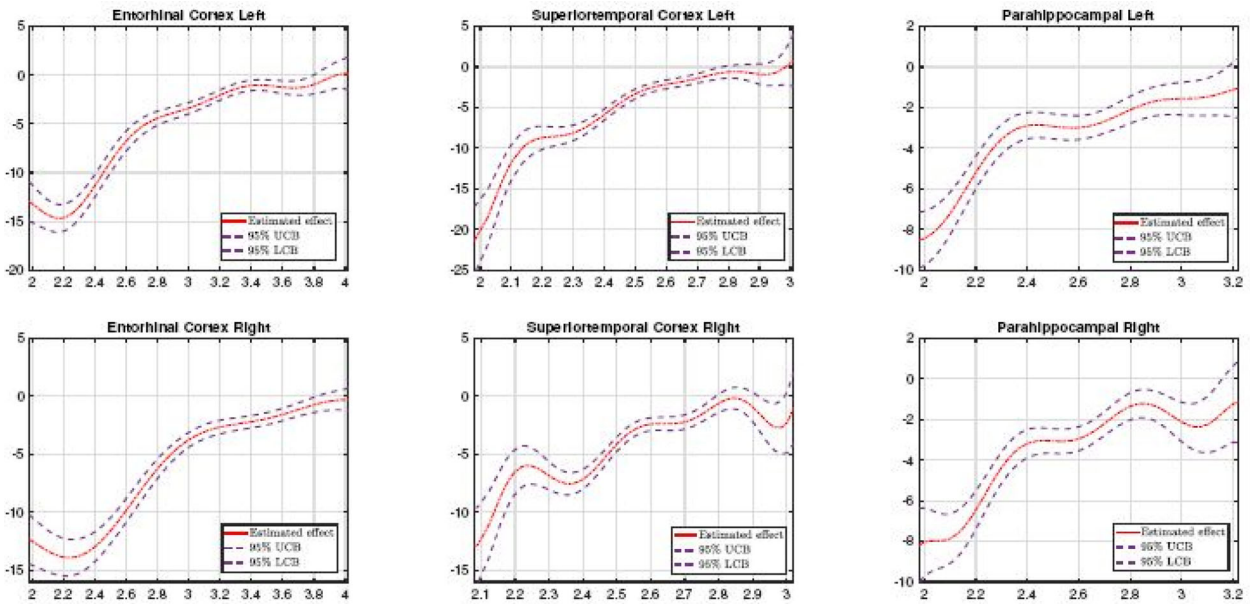 Entorhinal Cortex Left
5
0
-5
-10
-15
-20
2 2.2 2.4 2.6 2.8 3 3.2 3.4 3.6 3.8 4
Estimated effect
95% UCB
95% LCB
Superiortemporal Cortex Left
5
0
-5
-10
-15
-20
-25
2 2.1 2.2 2.3 2.4 2.5 2.6 2.7 2.8 2.9 3
Estimated effect
95% UCB
95% LCB
Parahippocampal Left
2
0
-2
-4
-6
-8
-10
2 2.2 2.4 2.6 2.8 3 3.2
Estimated effect
95% UCB
95% LCB
Entorhinal Cortex Right
5
0
-5
-10
-15
2 2.2 2.4 2.6 2.8 3 3.2 3.4 3.6 3.8 4
Estimated effect
95% UCB
95% LCB
Superiortemporal Cortex Right
5
0
-5
-10
-15
2.1 2.2 2.3 2.4 2.5 2.6 2.7 2.8 2.9 3
Estimated effect
95% UCB
95% LCB
Parahippocampal Right
2
0
-2
-4
-6
-8
-10
2 2.2 2.4 2.6 2.8 3 3.2
Estimated effect
95% UCB
95% LCB